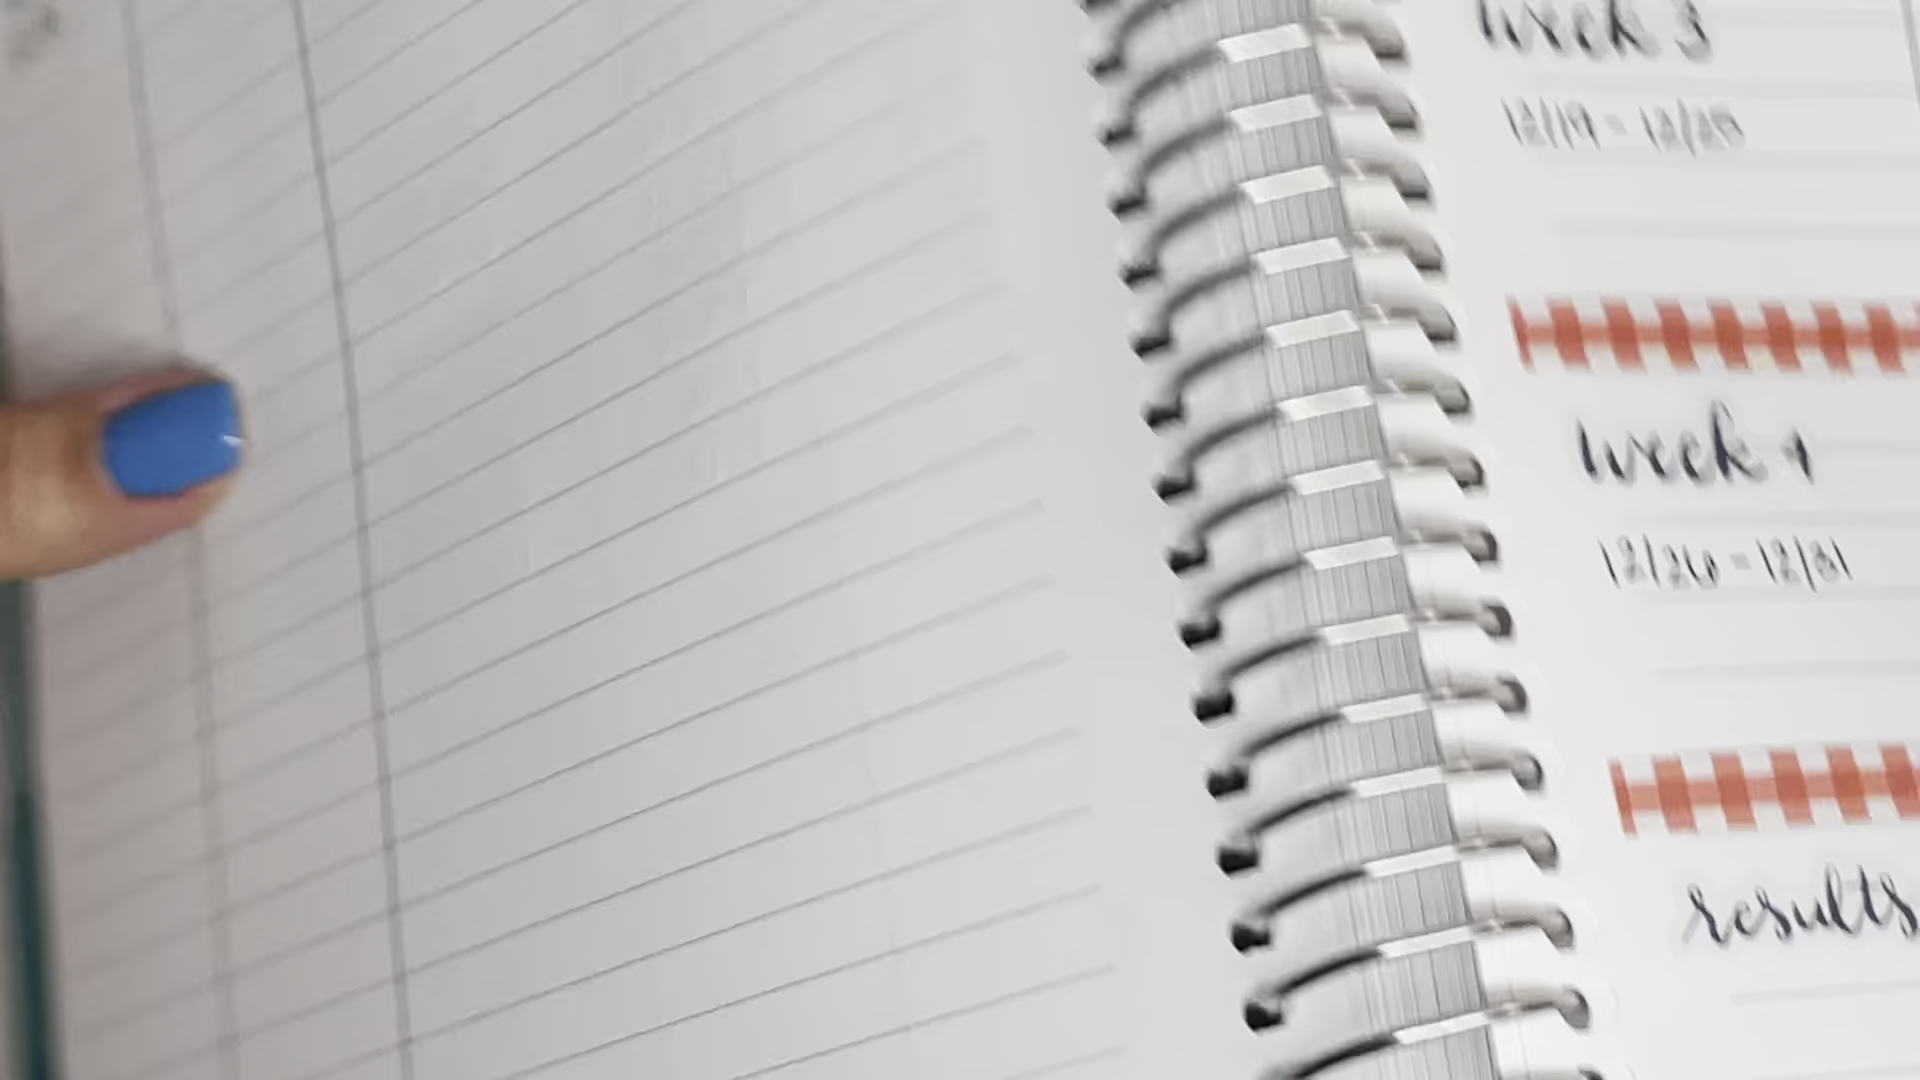 week 3
12/19 - 12/25
week 4
12/26 - 12/31
results